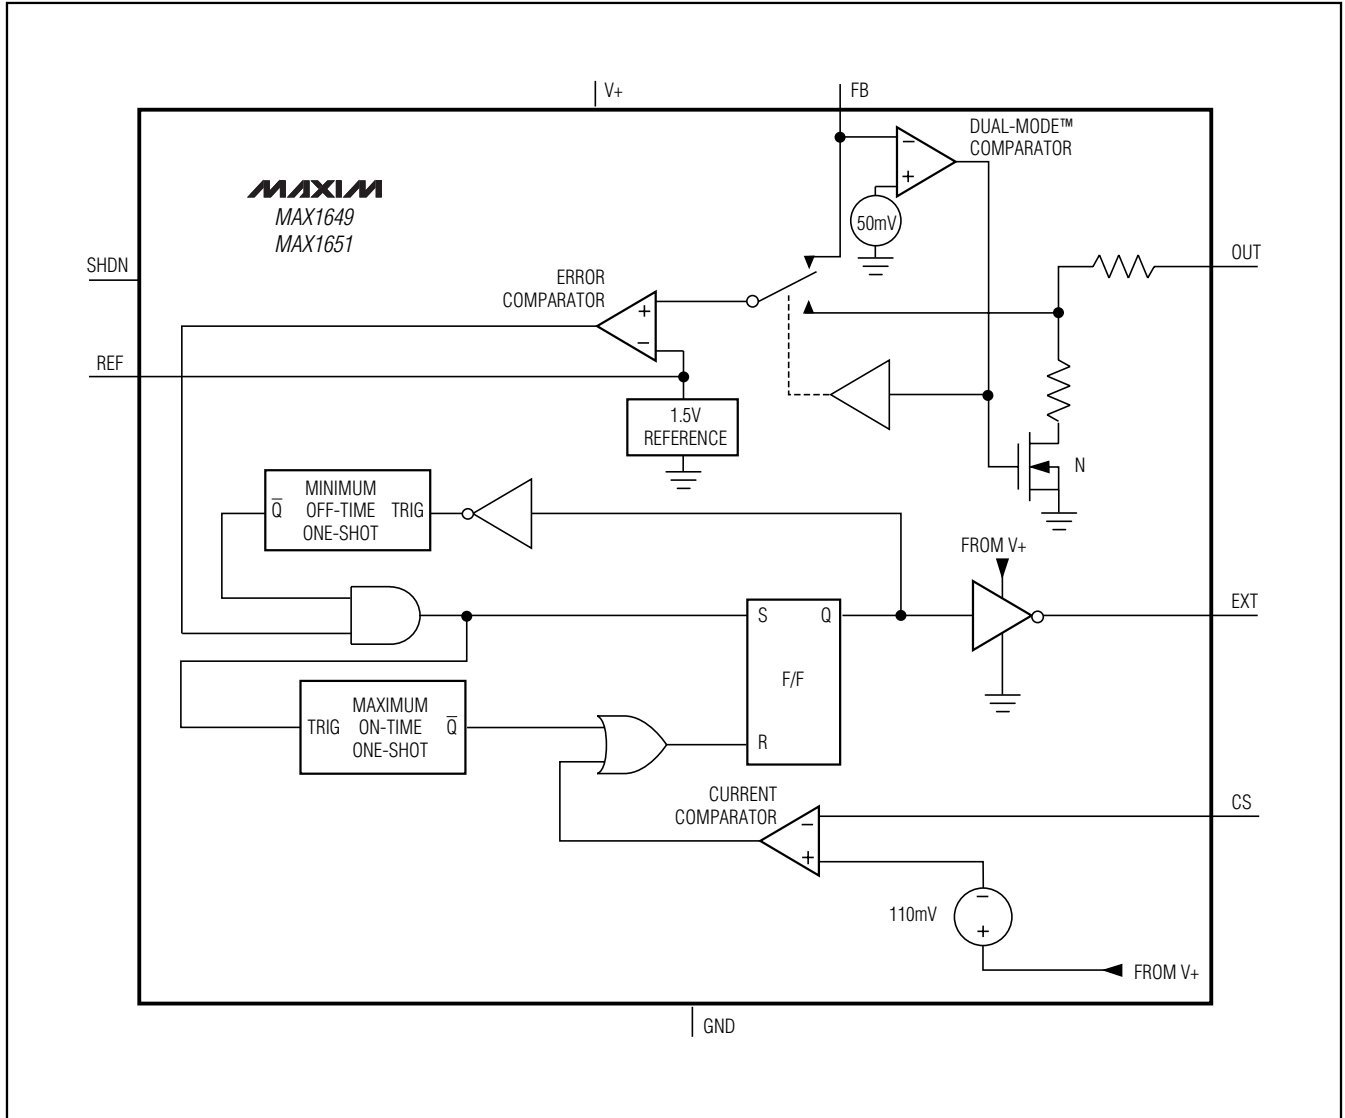 V+
FB
DUAL-MODE™
COMPARATOR
MAXIM
MAX1649
MAX1651
−
+
50mV
SHDN
OUT
ERROR
COMPARATOR
+
−
REF
1.5V
REFERENCE
N
MINIMUM
OFF-TIME
ONE-SHOT
Q̅
TRIG
FROM V+
EXT
S
Q
F/F
R
MAXIMUM
ON-TIME
ONE-SHOT
TRIG
Q̅
CURRENT
COMPARATOR
−
+
CS
110mV
−
+
FROM V+
GND